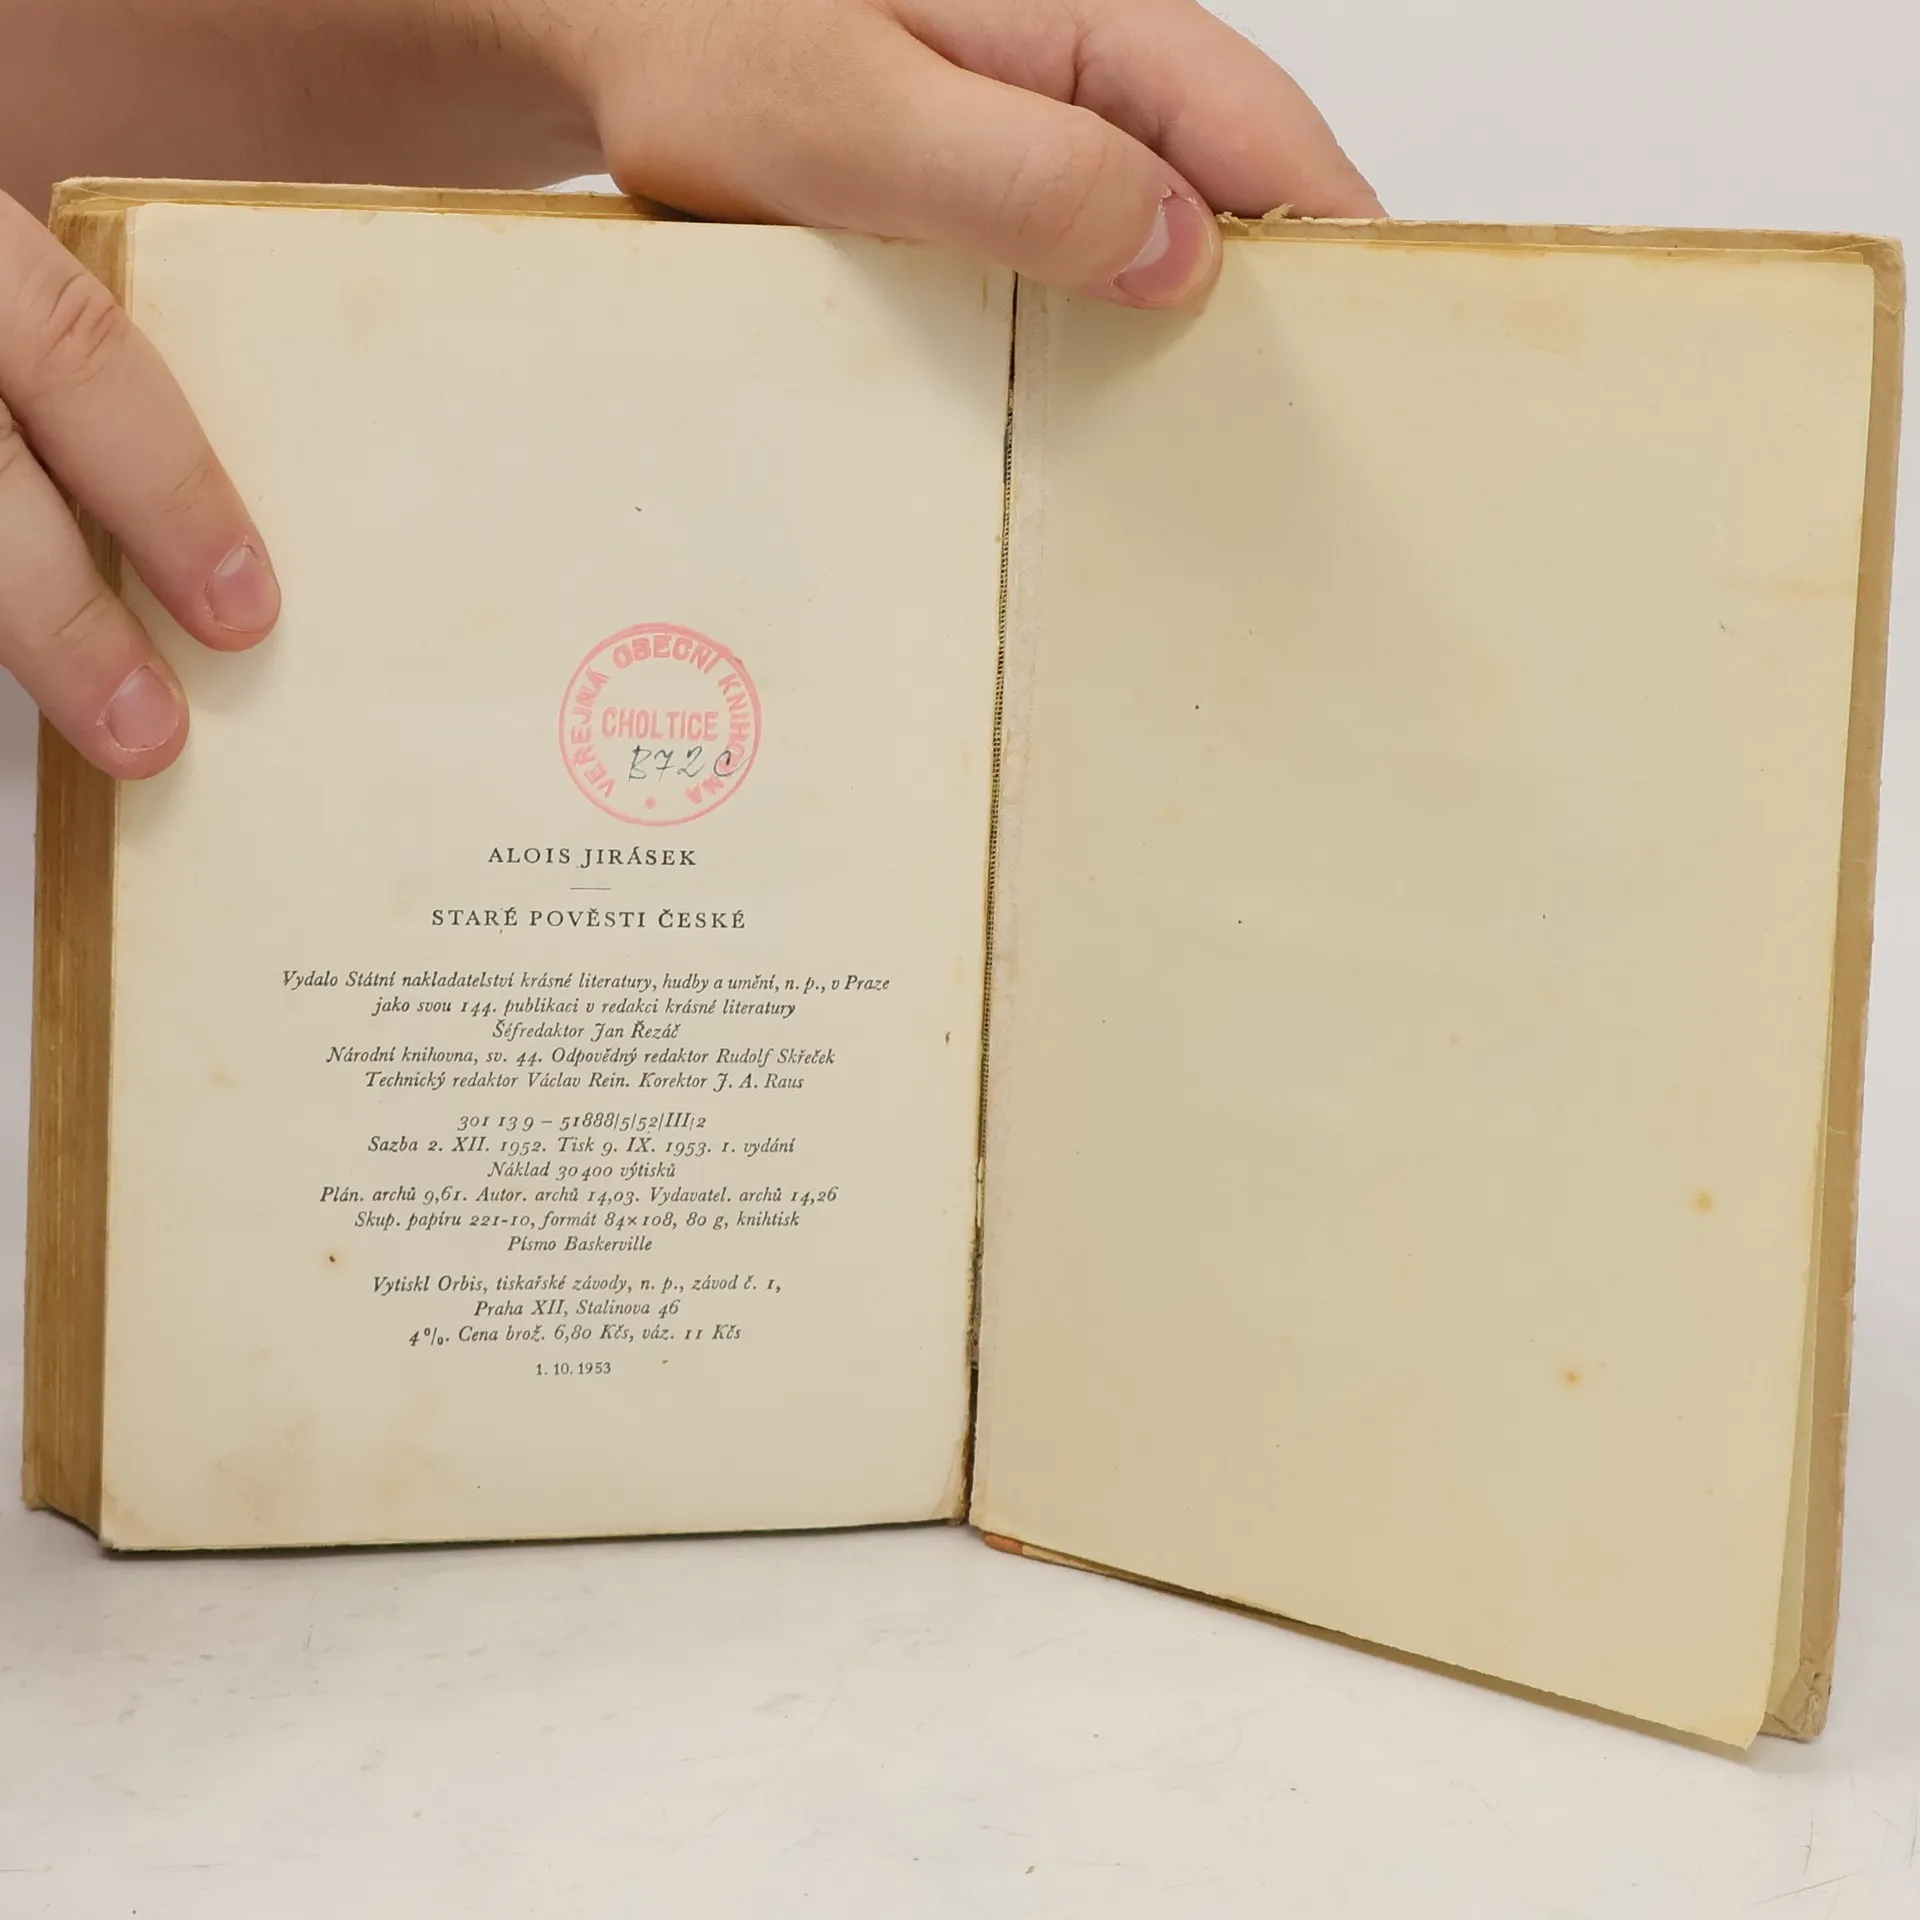 VEŘEJNÁ OBECNÍ KNIHOVNA
CHOLTICE
B72C
ALOIS JIRÁSEK
STARÉ POVĚSTI ČESKÉ
Vydalo Státní nakladatelství krásné literatury, hudby a umění, n. p., v Praze
jako svou 144. publikaci v redakci krásné literatury
Šéfredaktor Jan Řezáč
Národní knihovna, sv. 44. Odpovědný redaktor Rudolf Skřeček
Technický redaktor Václav Rein. Korektor J. A. Raus
301 13 9 – 51888/5/52/III/2
Sazba 2. XII. 1952. Tisk 9. IX. 1953. 1. vydání
Náklad 30 400 výtisků
Plán. archů 9,61. Autor. archů 14,03. Vydavatel. archů 14,26
Skup. papíru 221-10, formát 84×108, 80 g, knihtisk
Písmo Baskerville
Vytiskl Orbis, tiskařské závody, n. p., závod č. 1,
Praha XII, Stalinova 46
4%. Cena brož. 6,80 Kčs, váz. 11 Kčs
1. 10. 1953